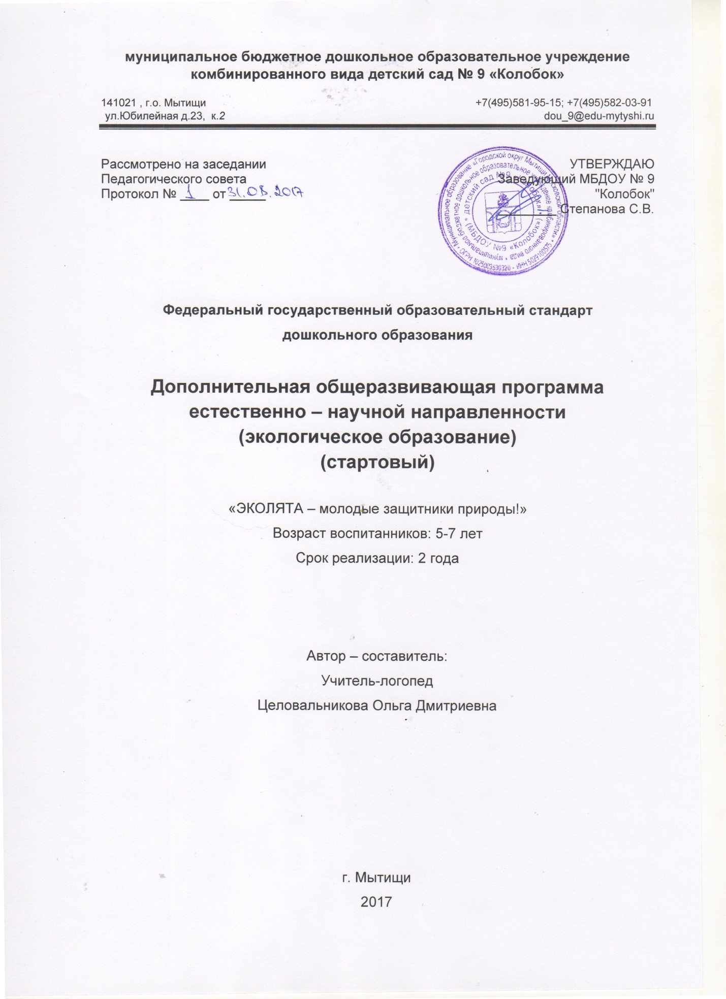 муниципальное бюджетное дошкольное образовательное учреждение
комбинированного вида детский сад № 9 «Колобок»
141021 , г.о. Мытищи +7(495)581-95-15; +7(495)582-03-91
ул.Юбилейная д.23, к.2 dou_9@edu-mytyshi.ru
Рассмотрено на заседании
Педагогического совета
Протокол № 1 от 31.08.2017
УТВЕРЖДАЮ
Заведующий МБДОУ № 9
"Колобок"
Степанова С.В.
Муниципальное образование «Городской округ Мытищи Московской области» * ОГРН 1025003530320 - ИНН 5029100575 *
муниципальное бюджетное дошкольное образовательное учреждение комбинированного вида
* детский сад №9 «Колобок» * (МБДОУ №9 «Колобок»)
Федеральный государственный образовательный стандарт
дошкольного образования
Дополнительная общеразвивающая программа
естественно – научной направленности
(экологическое образование)
(стартовый)
«ЭКОЛЯТА – молодые защитники природы!»
Возраст воспитанников: 5-7 лет
Срок реализации: 2 года
Автор – составитель:
Учитель-логопед
Целовальникова Ольга Дмитриевна
г. Мытищи
2017